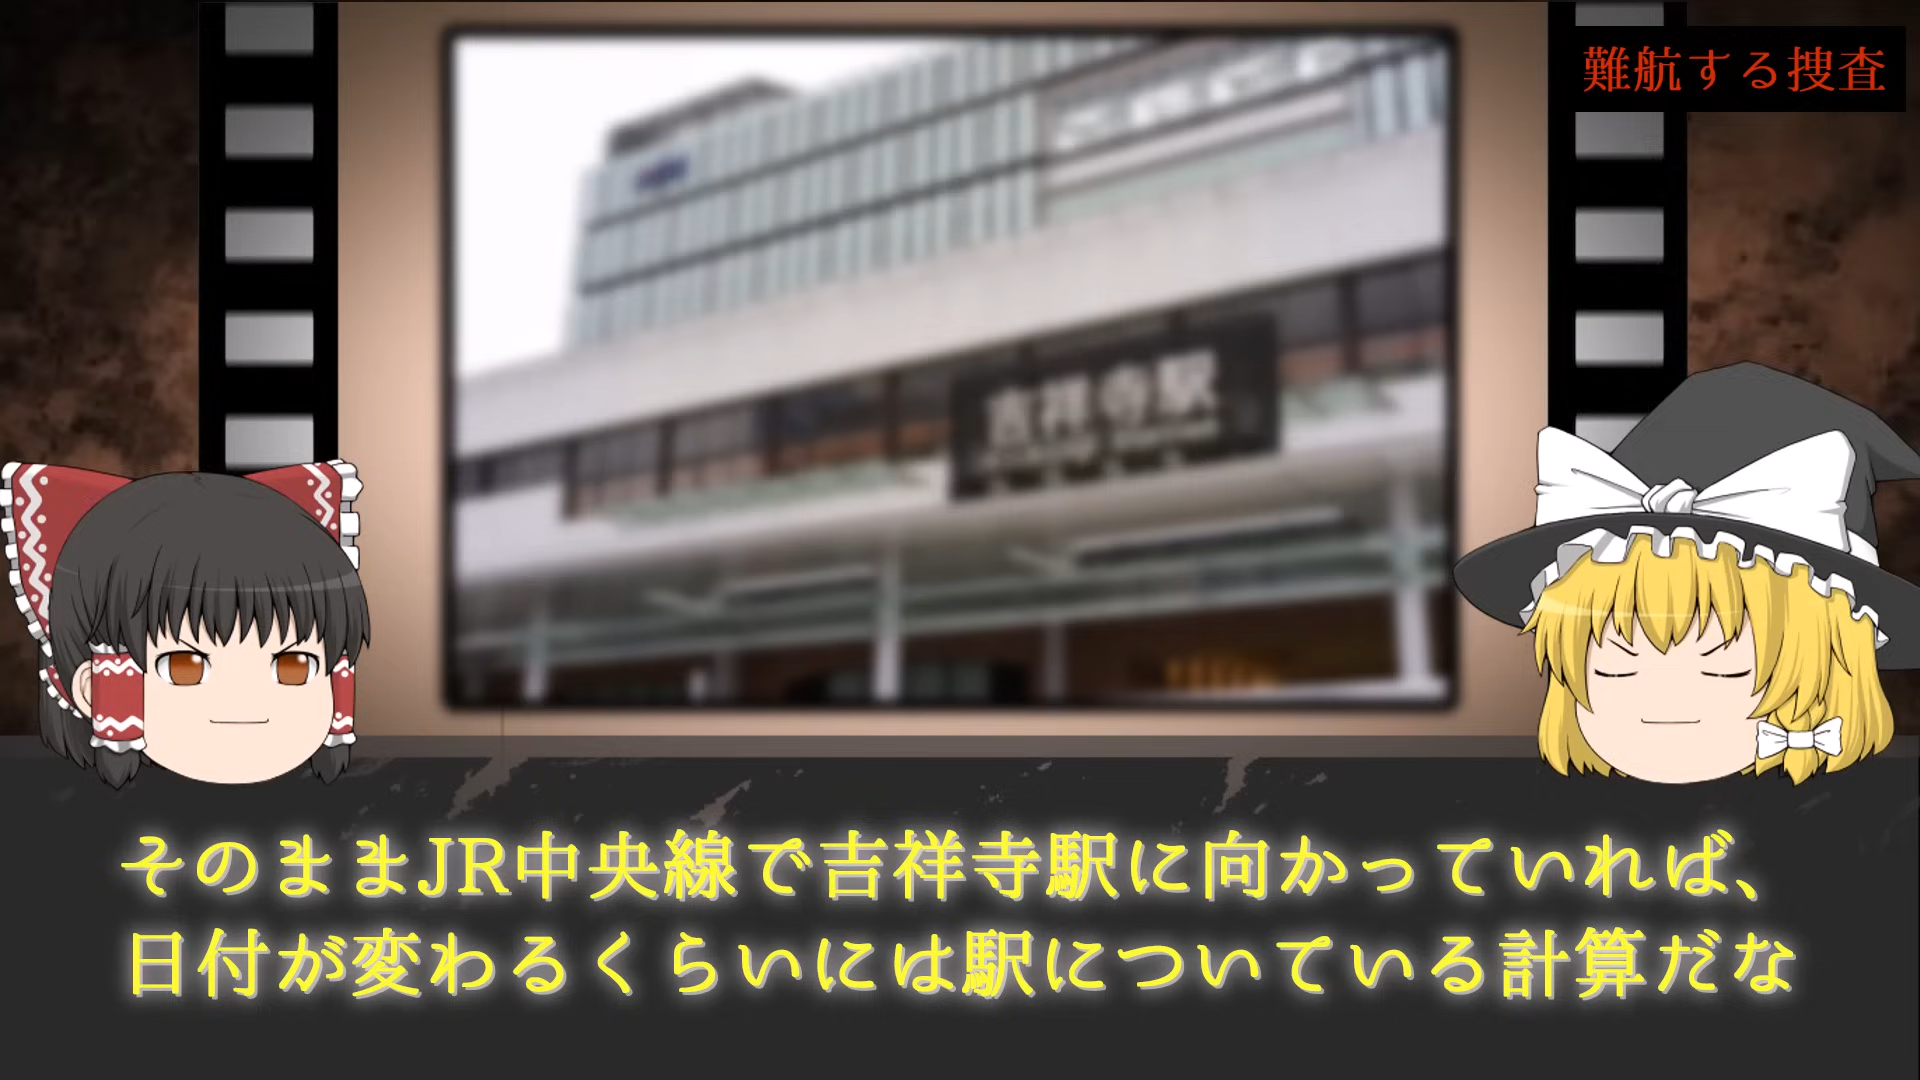 難航する捜査
吉祥寺駅
そのままJR中央線で吉祥寺駅に向かっていれば、
日付が変わるくらいには駅についている計算だな